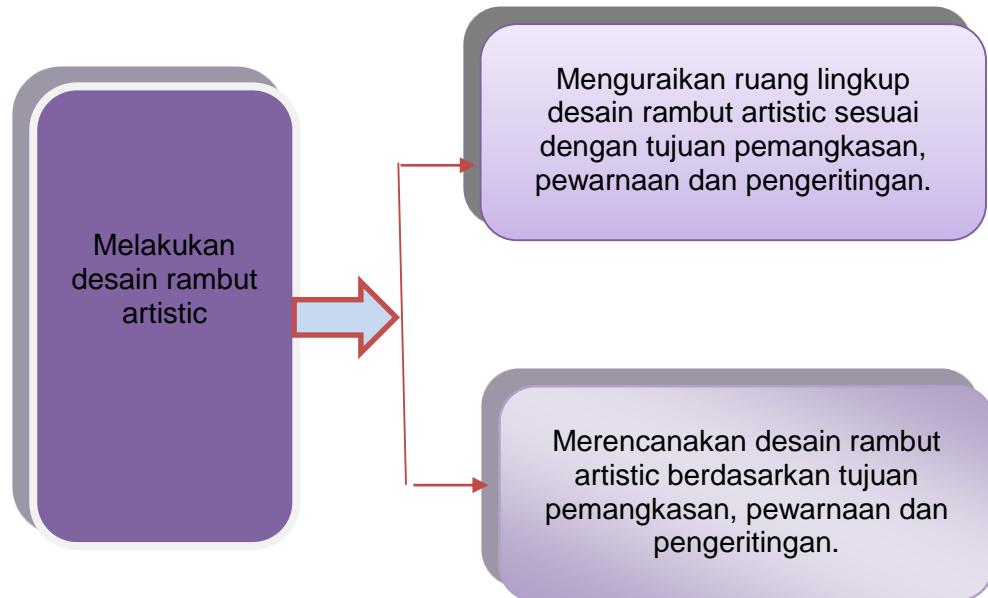 Melakukan
desain rambut
artistic
Menguraikan ruang lingkup
desain rambut artistic sesuai
dengan tujuan pemangkasan,
pewarnaan dan pengeritingan.
Merencanakan desain rambut
artistic berdasarkan tujuan
pemangkasan, pewarnaan dan
pengeritingan.